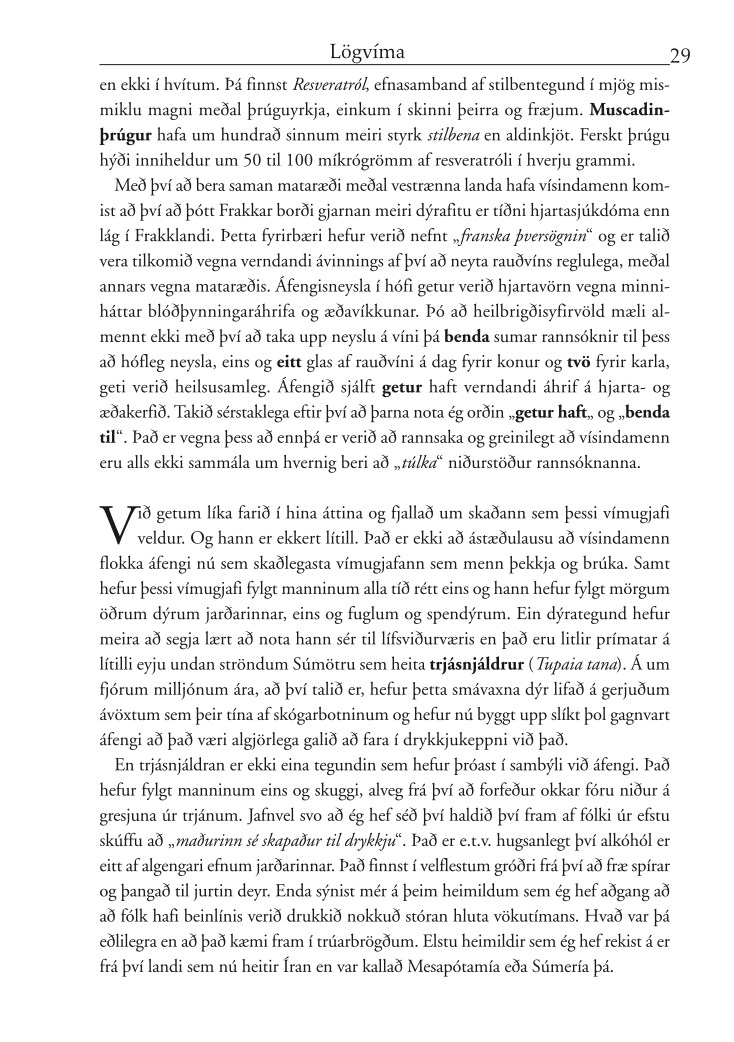 Lögvíma 29
en ekki í hvítum. Þá finnst Resveratról, efnasamband af stilbentegund í mjög mis-
miklu magni meðal þrúguyrkja, einkum í skinni þeirra og fræjum. Muscadin-
þrúgur hafa um hundrað sinnum meiri styrk stilbena en aldinkjöt. Ferskt þrúgu
hýði inniheldur um 50 til 100 míkrógrömm af resveratróli í hverju grammi.
Með því að bera saman mataræði meðal vestrænna landa hafa vísindamenn kom-
ist að því að þótt Frakkar borði gjarnan meiri dýrafitu er tíðni hjartasjúkdóma enn
lág í Frakklandi. Þetta fyrirbæri hefur verið nefnt „franska þversögnin“ og er talið
vera tilkomið vegna verndandi ávinnings af því að neyta rauðvíns reglulega, meðal
annars vegna mataræðis. Áfengisneysla í hófi getur verið hjartavörn vegna minni-
háttar blóðþynningaráhrifa og æðavíkkunar. Þó að heilbrigðisyfirvöld mæli al-
mennt ekki með því að taka upp neyslu á víni þá benda sumar rannsóknir til þess
að hófleg neysla, eins og eitt glas af rauðvíni á dag fyrir konur og tvö fyrir karla,
geti verið heilsusamleg. Áfengið sjálft getur haft verndandi áhrif á hjarta- og
æðakerfið. Takið sérstaklega eftir því að þarna nota ég orðin „getur haft„ og „benda
til“. Það er vegna þess að ennþá er verið að rannsaka og greinilegt að vísindamenn
eru alls ekki sammála um hvernig beri að „túlka“ niðurstöður rannsóknanna.
Við getum líka farið í hina áttina og fjallað um skaðann sem þessi vímugjafi
veldur. Og hann er ekkert lítill. Það er ekki að ástæðulausu að vísindamenn
flokka áfengi nú sem skaðlegasta vímugjafann sem menn þekkja og brúka. Samt
hefur þessi vímugjafi fylgt manninum alla tíð rétt eins og hann hefur fylgt mörgum
öðrum dýrum jarðarinnar, eins og fuglum og spendýrum. Ein dýrategund hefur
meira að segja lært að nota hann sér til lífsviðurværis en það eru litlir prímatar á
lítilli eyju undan ströndum Súmötru sem heita trjásnjáldrur (Tupaia tana). Á um
fjórum milljónum ára, að því talið er, hefur þetta smávaxna dýr lifað á gerjuðum
ávöxtum sem þeir tína af skógarbotninum og hefur nú byggt upp slíkt þol gagnvart
áfengi að það væri algjörlega galið að fara í drykkjukeppni við það.
En trjásnjáldran er ekki eina tegundin sem hefur þróast í sambýli við áfengi. Það
hefur fylgt manninum eins og skuggi, alveg frá því að forfeður okkar fóru niður á
gresjuna úr trjánum. Jafnvel svo að ég hef séð því haldið því fram af fólki úr efstu
skúffu að „maðurinn sé skapaður til drykkju“. Það er e.t.v. hugsanlegt því alkóhól er
eitt af algengari efnum jarðarinnar. Það finnst í velflestum gróðri frá því að fræ spírar
og þangað til jurtin deyr. Enda sýnist mér á þeim heimildum sem ég hef aðgang að
að fólk hafi beinlínis verið drukkið nokkuð stóran hluta vökutímans. Hvað var þá
eðlilegra en að það kæmi fram í trúarbrögðum. Elstu heimildir sem ég hef rekist á er
frá því landi sem nú heitir Íran en var kallað Mesapótamía eða Súmería þá.